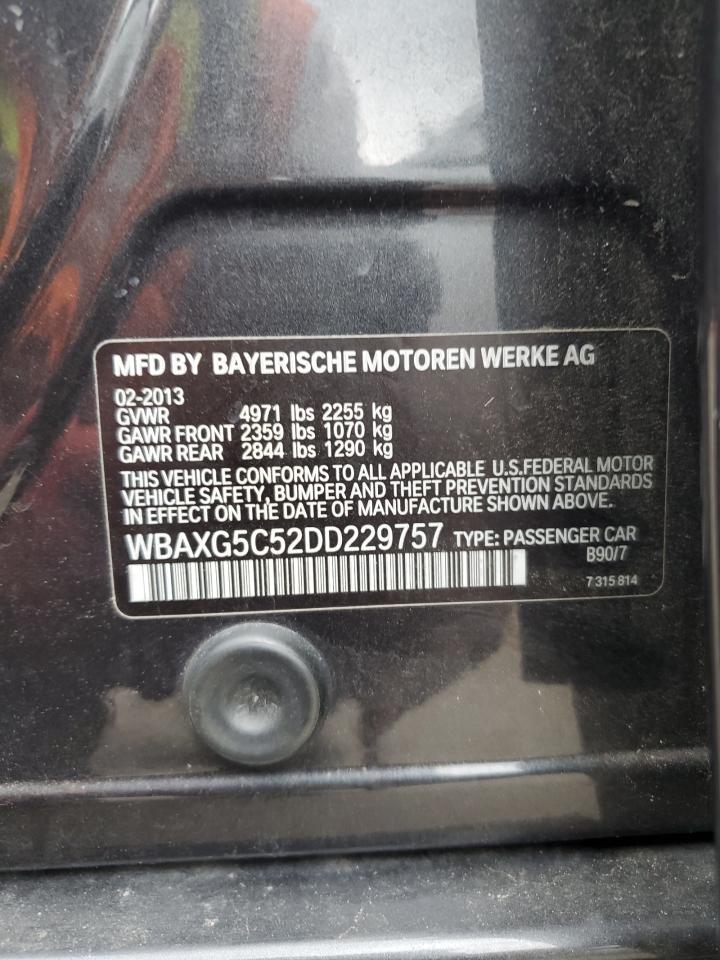 MFD BY BAYERISCHE MOTOREN WERKE AG
02-2013
GVWR 4971 lbs 2255 kg
GAWR FRONT 2359 lbs 1070 kg
GAWR REAR 2844 lbs 1290 kg
THIS VEHICLE CONFORMS TO ALL APPLICABLE U.S.FEDERAL MOTOR
VEHICLE SAFETY, BUMPER AND THEFT PREVENTION STANDARDS
IN EFFECT ON THE DATE OF MANUFACTURE SHOWN ABOVE.
WBAXG5C52DD229757 TYPE: PASSENGER CAR
B90/7
7 315 814